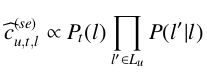 $\widehat{c}_{u,t,l}^{(se)} \propto P_t(l) \prod_{l' \in L_u} P(l'|l)$